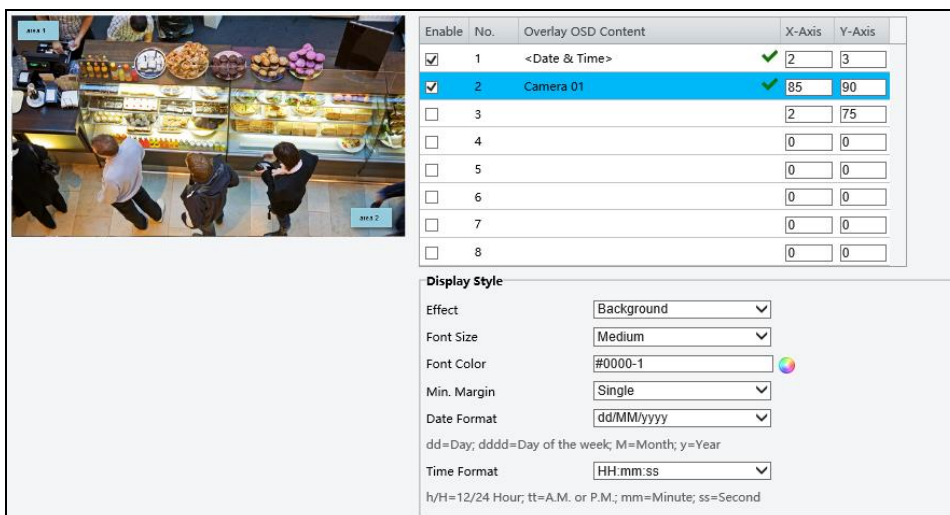 area 1
area 2
Enable No. Overlay OSD Content X-Axis Y-Axis
1 <Date & Time> 2 3
2 Camera 01 85 90
3 2 75
4 0 0
5 0 0
6 0 0
7 0 0
8 0 0
Display Style
Effect Background
Font Size Medium
Font Color #0000-1
Min. Margin Single
Date Format dd/MM/yyyy
dd=Day; dddd=Day of the week; M=Month; y=Year
Time Format HH:mm:ss
h/H=12/24 Hour; tt=A.M. or P.M.; mm=Minute; ss=Second